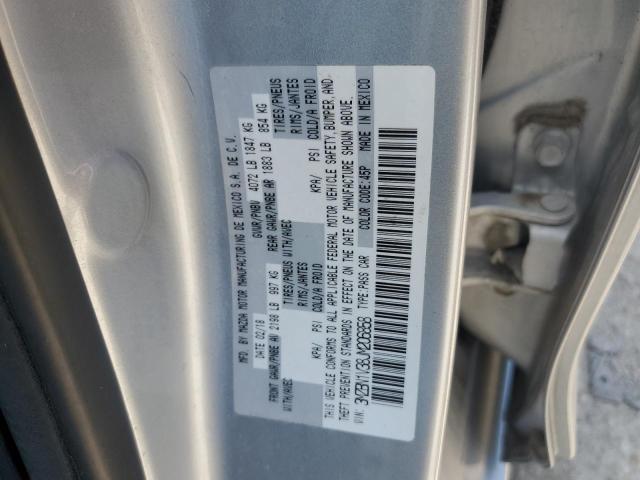 MFD. BY MAZDA MOTOR MANUFACTURING DE MEXICO S.A. DE C.V.
DATE 02/18 GVWR/PNBV 4072 LB 1847 KG
FRONT GAWR/PNBE AV 2198 LB 997 KG REAR GAWR/PNBE AR 1883 LB 854 KG
WITH/AVEC TIRES/PNEUS WITH/AVEC TIRES/PNEUS
RIMS/JANTES RIMS/JANTES
KPA/ PSI COLD/A FROID KPA/ PSI COLD/A FROID
THIS VEHICLE CONFORMS TO ALL APPLICABLE FEDERAL MOTOR VEHICLE SAFETY, BUMPER, AND
THEFT PREVENTION STANDARDS IN EFFECT ON THE DATE OF MANUFACTURE SHOWN ABOVE.
VIN: 3MZBN1V38JM206858 TYPE:PASS CAR COLOR CODE:45P MADE IN MEXICO